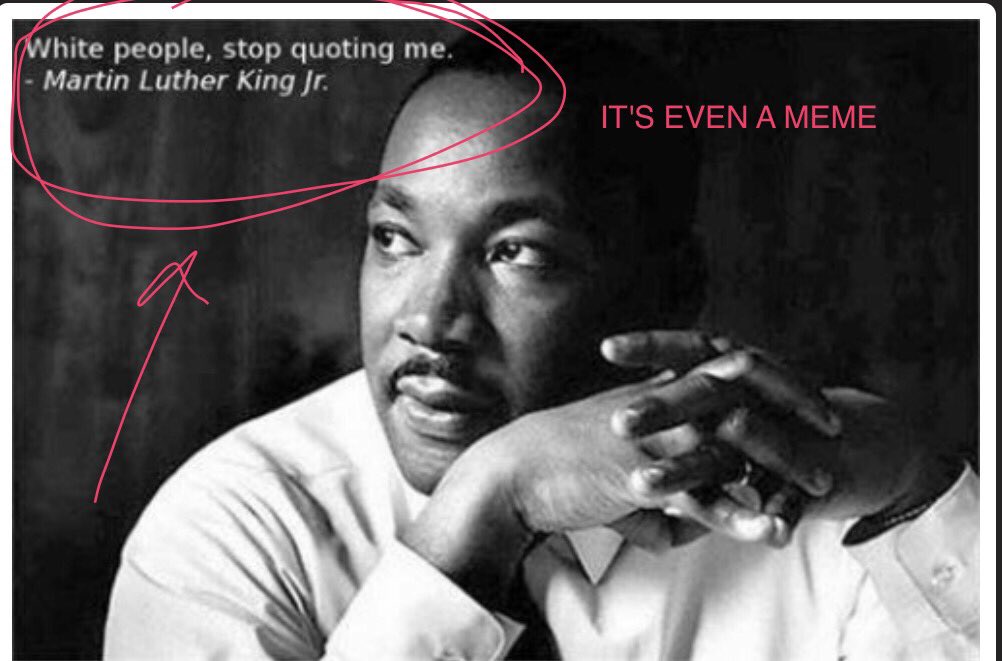 White people, stop quoting me.
- Martin Luther King Jr.
IT'S EVEN A MEME